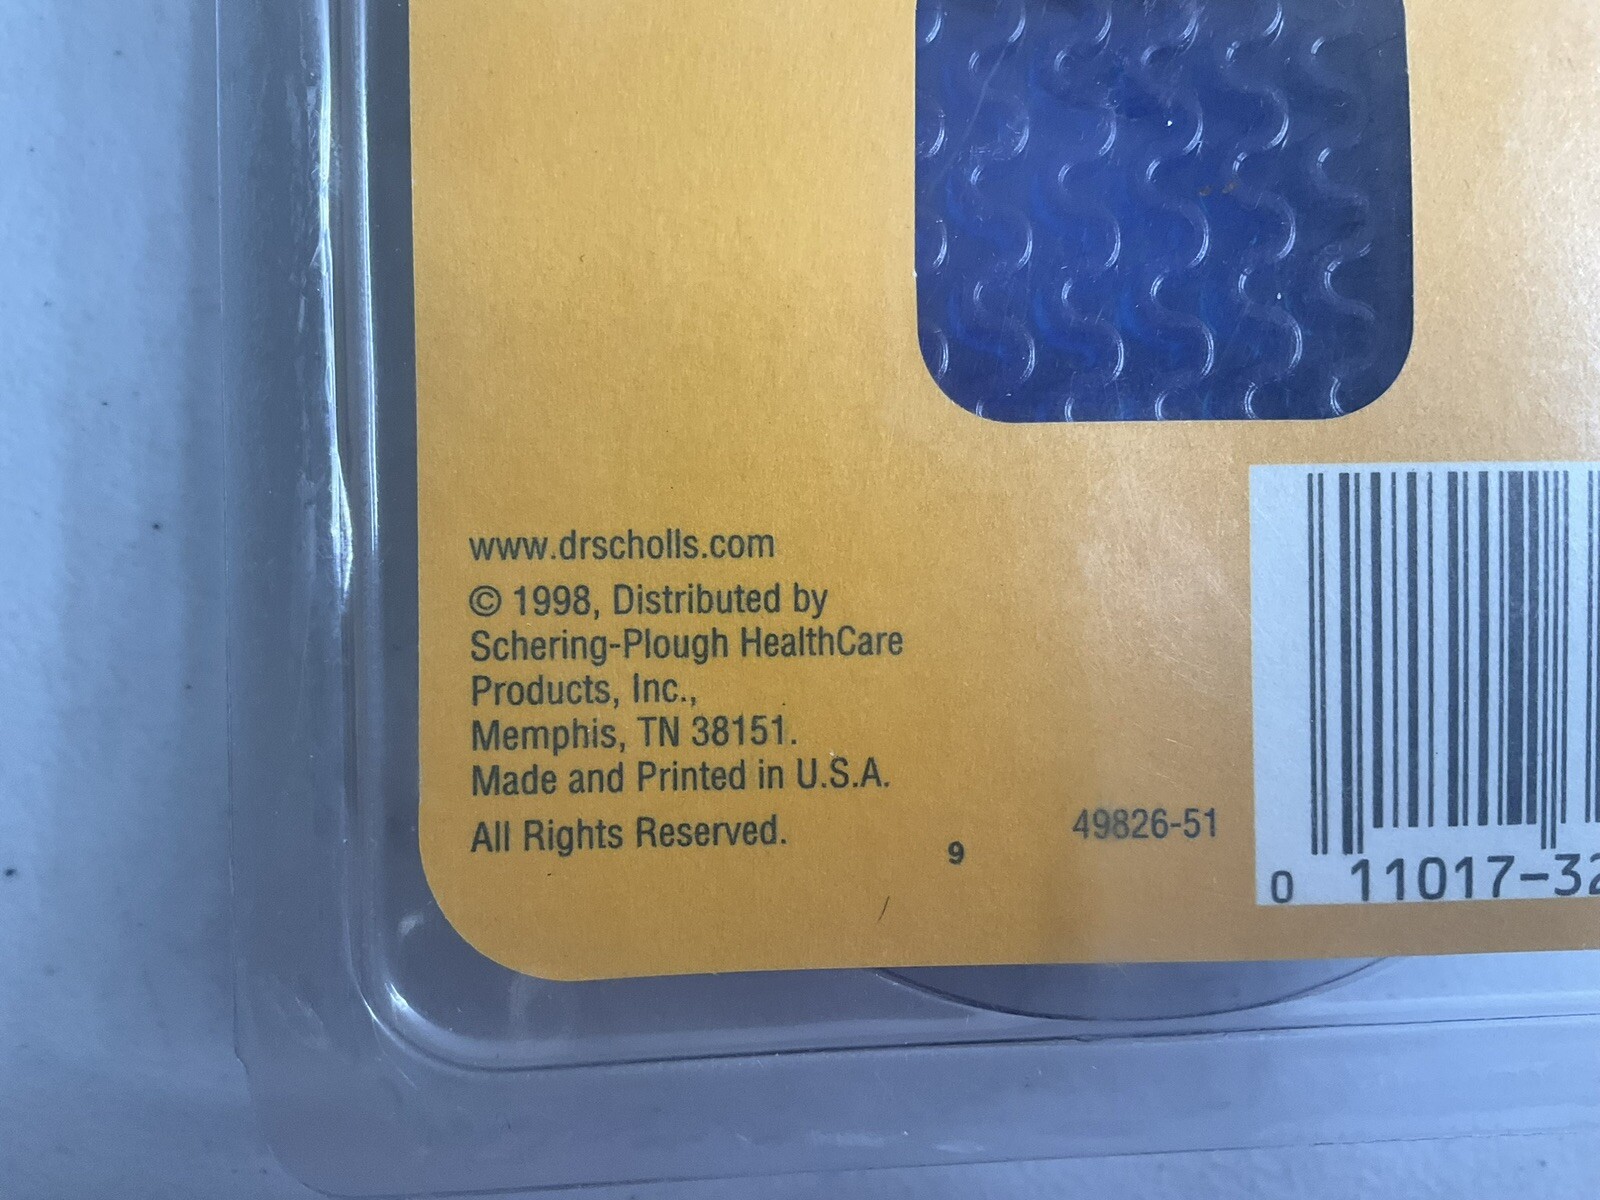 www.drscholls.com
© 1998, Distributed by
Schering-Plough HealthCare
Products, Inc.,
Memphis, TN 38151.
Made and Printed in U.S.A.
All Rights Reserved.
9
49826-51
0 11017-32